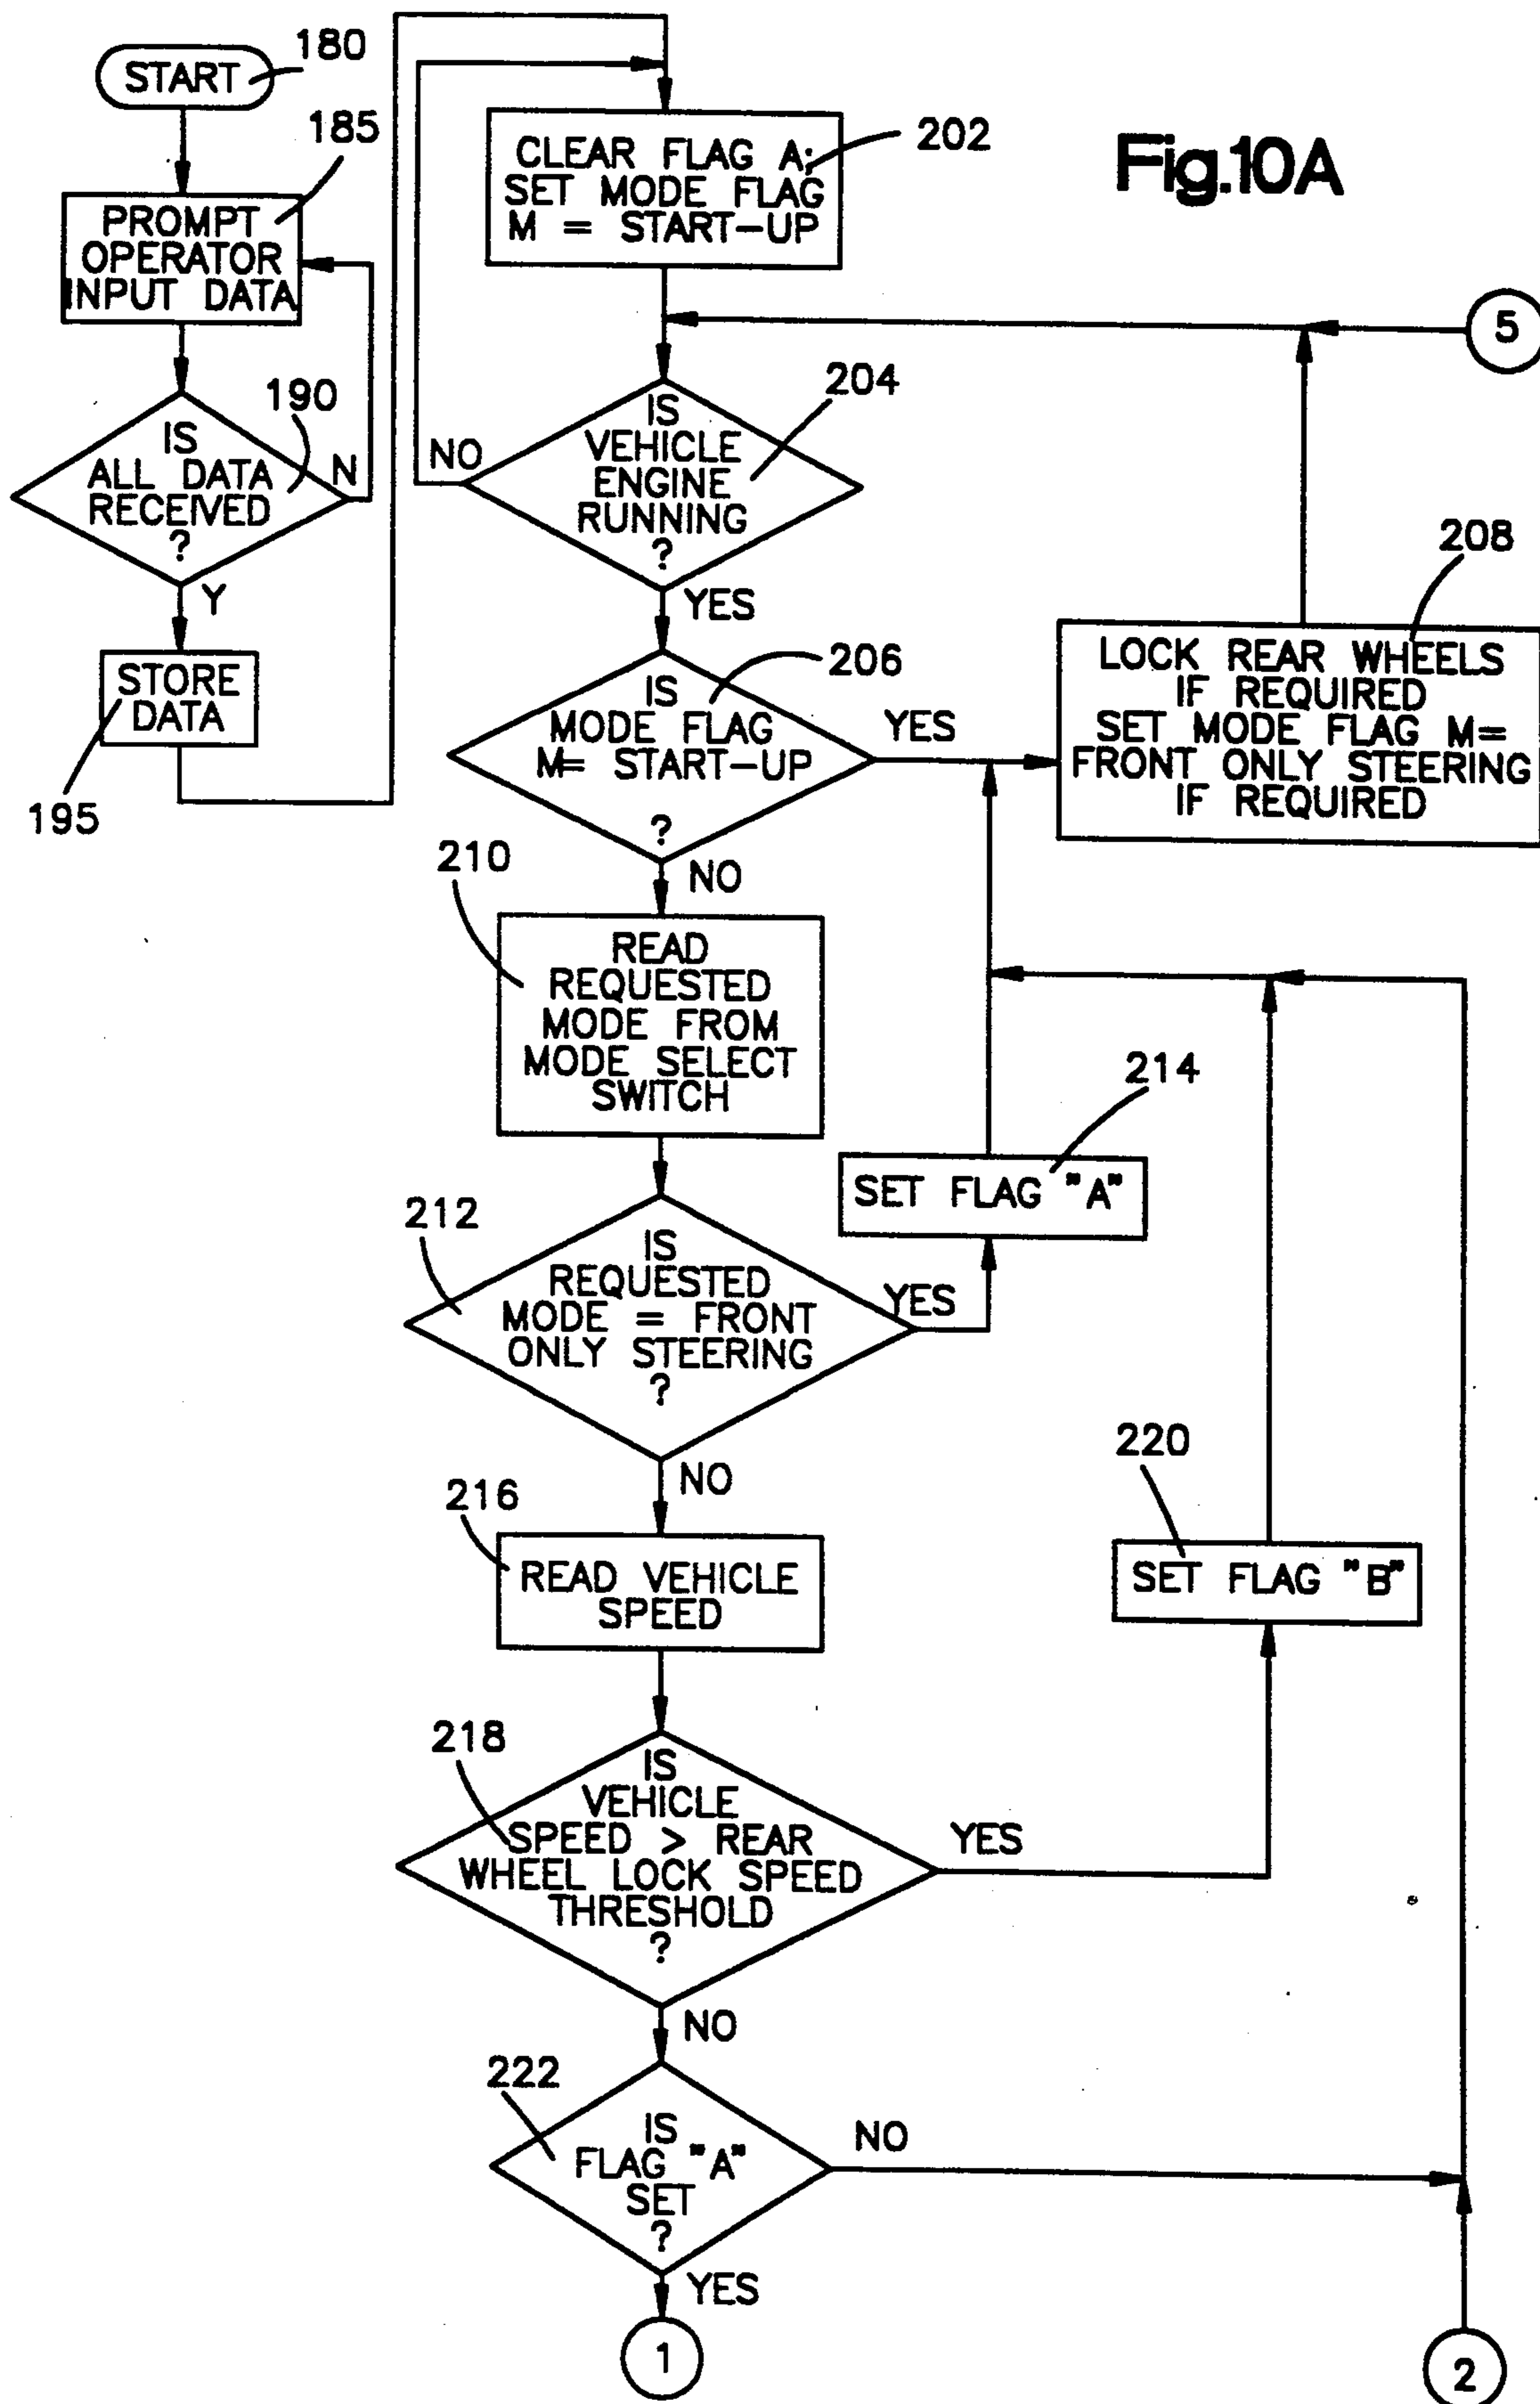 Fig.10A
START
180
185
PROMPT
OPERATOR
INPUT DATA
190
IS
ALL DATA
RECEIVED
?
N
Y
STORE
DATA
195
CLEAR FLAG A;
SET MODE FLAG
M = START-UP
202
5
204
IS
VEHICLE
ENGINE
RUNNING
?
NO
YES
206
IS
MODE FLAG
M= START-UP
?
YES
NO
208
LOCK REAR WHEELS
IF REQUIRED
SET MODE FLAG M=
FRONT ONLY STEERING
IF REQUIRED
210
READ
REQUESTED
MODE FROM
MODE SELECT
SWITCH
214
SET FLAG "A"
212
IS
REQUESTED
MODE = FRONT
ONLY STEERING
?
YES
NO
216
READ VEHICLE
SPEED
220
SET FLAG "B"
218
IS
VEHICLE
SPEED > REAR
WHEEL LOCK SPEED
THRESHOLD
?
YES
NO
222
IS
FLAG "A"
SET
?
NO
YES
1
2